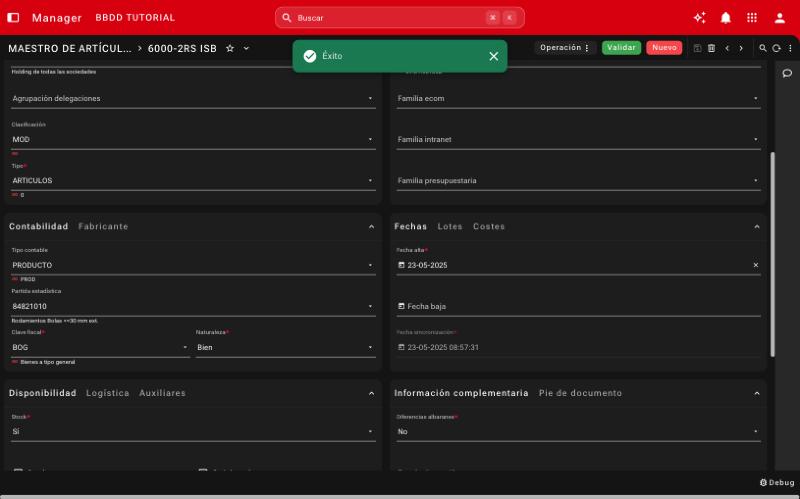 Manager BBDD TUTORIAL Buscar ⌘ K
MAESTRO DE ARTÍCUL... > 6000-2RS ISB Operación Validar Nuevo
Éxito
Holding de todas las sociedades
Agrupación delegaciones
Familia ecom
Clasificación
MOD
Familia intranet
Tipo*
ARTICULOS
Familia presupuestaria
Contabilidad Fabricante
Fechas Lotes Costes
Tipo contable
PRODUCTO
PROD
Fecha alta*
23-05-2025
Partida estadística
84821010
Rodamientos Bolas <=30 mm ext.
Fecha baja
Clave fiscal*
BOG
Bienes a tipo general
Naturaleza*
Bien
Fecha sincronización*
23-05-2025 08:57:31
Disponibilidad Logística Auxiliares
Información complementaria Pie de documento
Stock*
Sí
Diferencias albaranes*
No
Debug